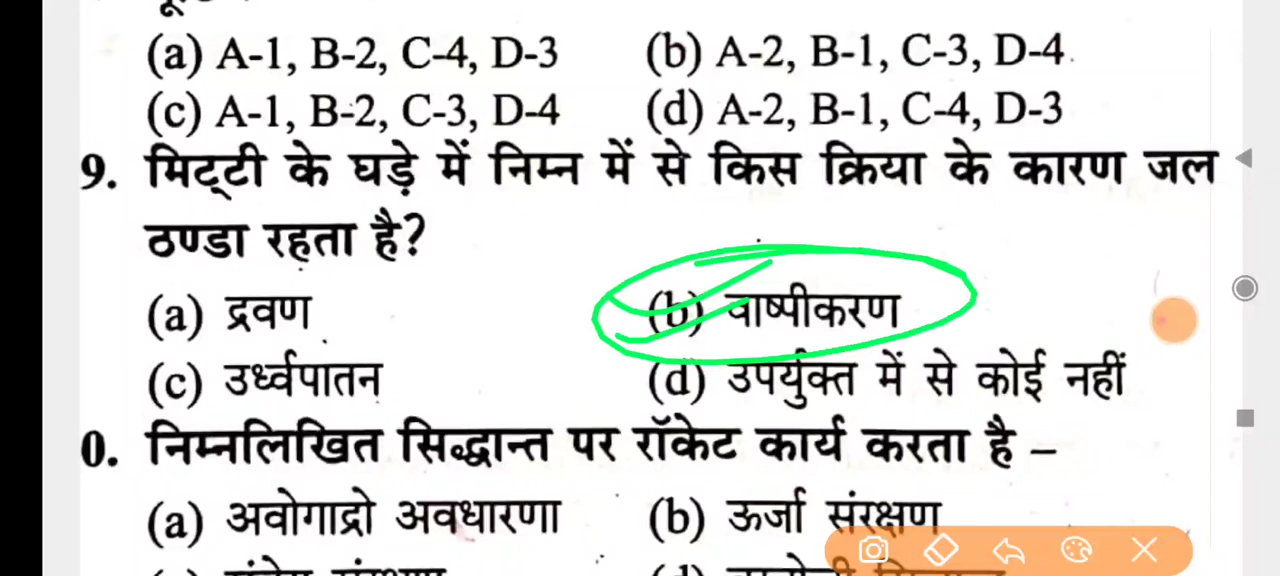 (a) A-1, B-2, C-4, D-3 (b) A-2, B-1, C-3, D-4
(c) A-1, B-2, C-3, D-4 (d) A-2, B-1, C-4, D-3
9. मिट्टी के घड़े में निम्न में से किस क्रिया के कारण जल
ठण्डा रहता है?
(a) द्रवण (b) वाष्पीकरण
(c) उर्ध्वपातन (d) उपर्युक्त में से कोई नहीं
0. निम्नलिखित सिद्धान्त पर रॉकेट कार्य करता है –
(a) अवोगाद्रो अवधारणा (b) ऊर्जा संरक्षण